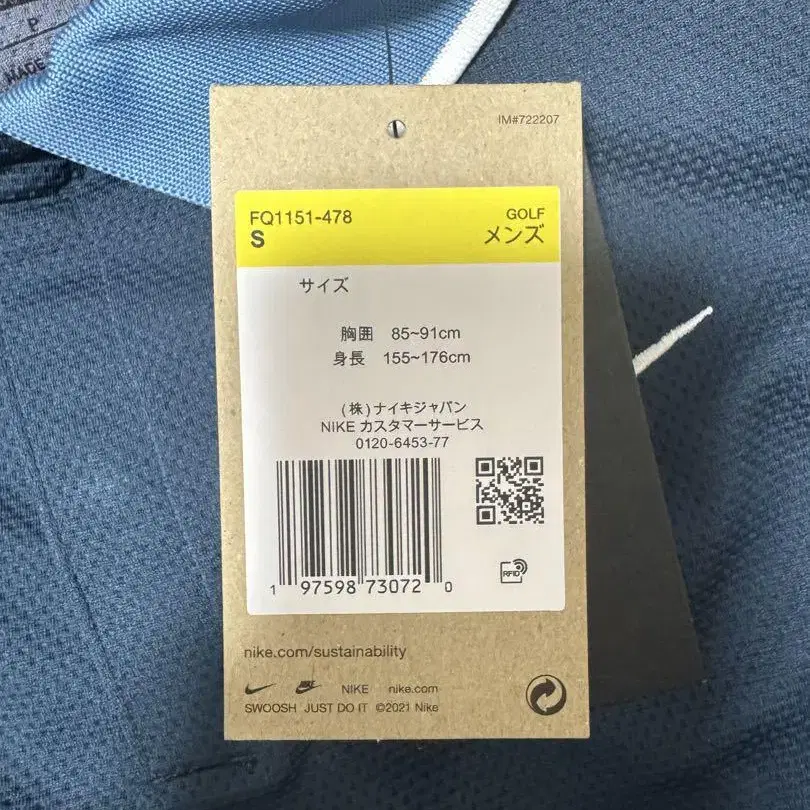 P
MADE
IM#722207
FQ1151-478
GOLF
S
メンズ
サイズ
胸囲 85~91cm
身長 155~176cm
(株)ナイキジャパン
NIKE カスタマーサービス
0120-6453-77
1 97598 73072 0
RFID
nike.com/sustainability
NIKE nike.com
SWOOSH JUST DO IT ©2021 Nike